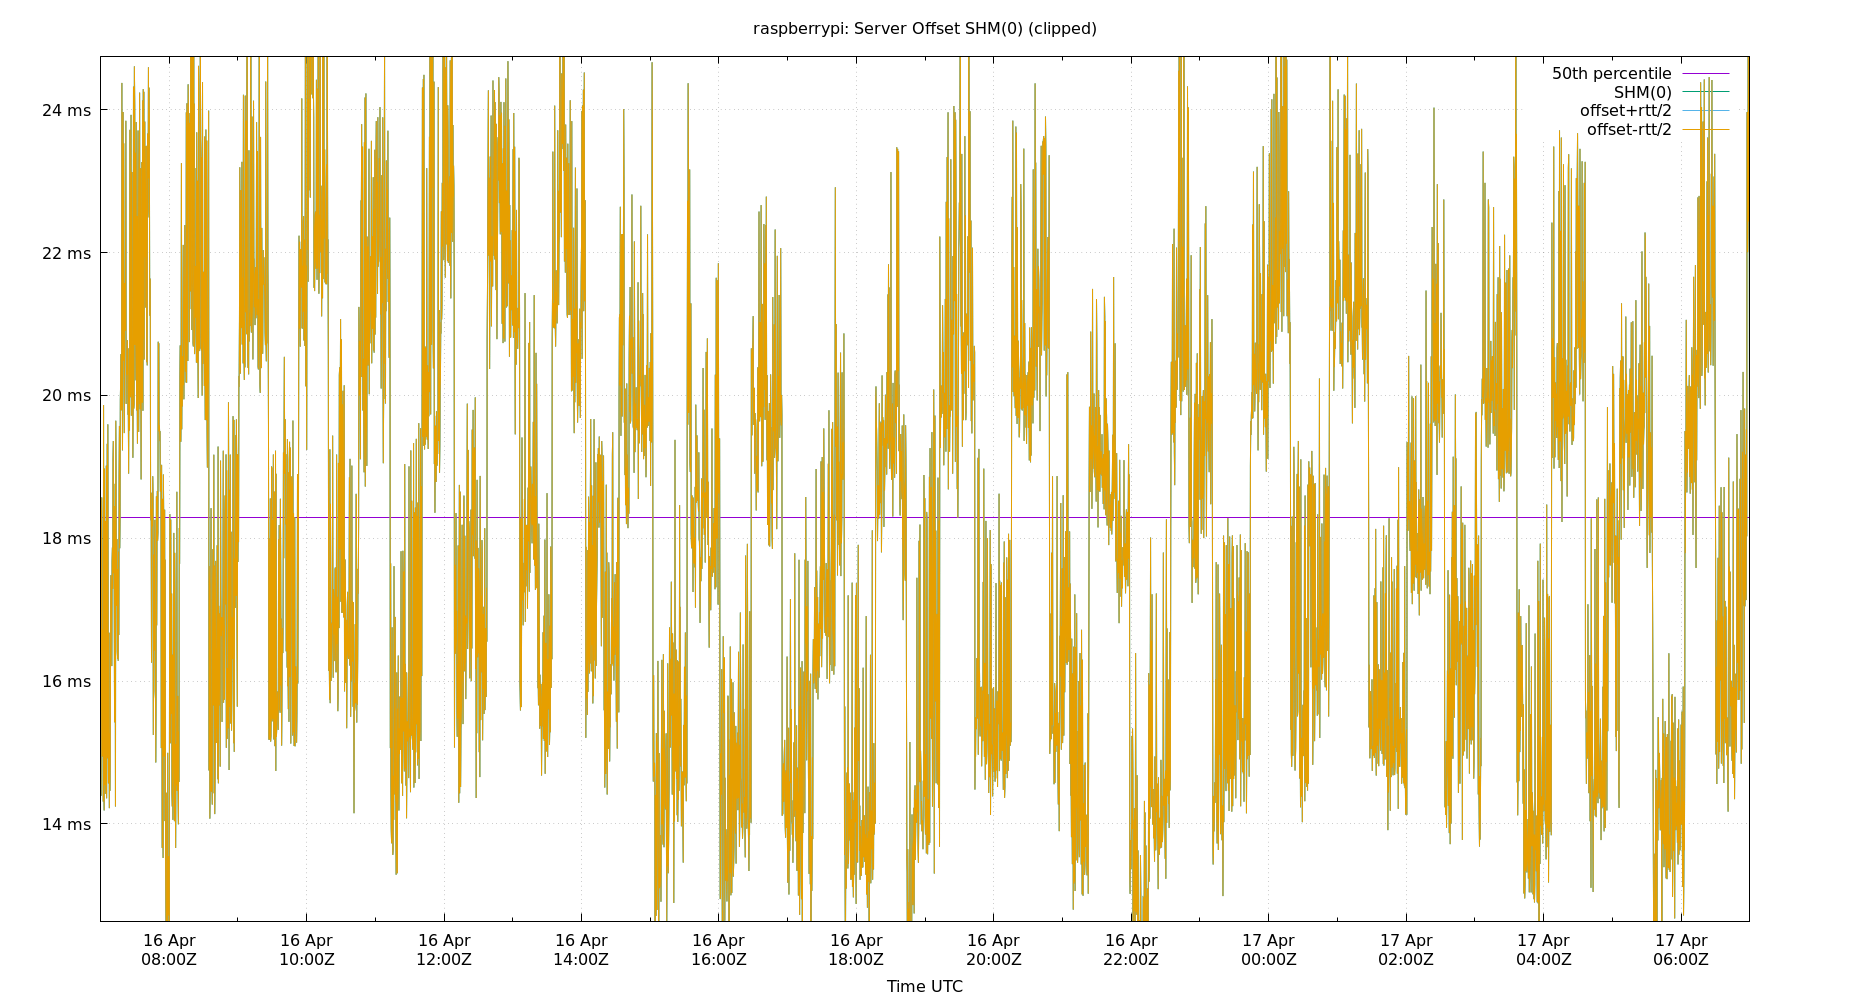 raspberrypi: Server Offset SHM(0) (clipped)
50th percentile
SHM(0)
offset+rtt/2
offset-rtt/2
24 ms
22 ms
20 ms
18 ms
16 ms
14 ms
16 Apr 16 Apr 16 Apr 16 Apr 16 Apr 16 Apr 16 Apr 16 Apr 17 Apr 17 Apr 17 Apr 17 Apr
08:00Z 10:00Z 12:00Z 14:00Z 16:00Z 18:00Z 20:00Z 22:00Z 00:00Z 02:00Z 04:00Z 06:00Z
Time UTC